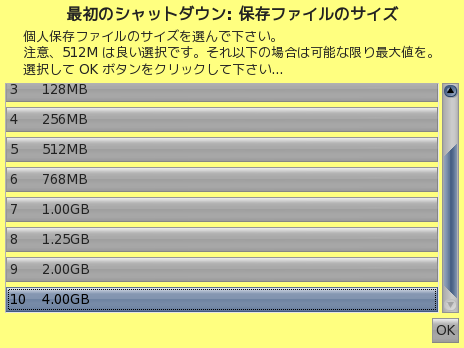 最初のシャットダウン: 保存ファイルのサイズ
個人保存ファイルのサイズを選んで下さい。
注意、512M は良い選択です。それ以下の場合は可能な限り最大値を。
選択して OK ボタンをクリックして下さい...
3 128MB
4 256MB
5 512MB
6 768MB
7 1.00GB
8 1.25GB
9 2.00GB
10 4.00GB
OK